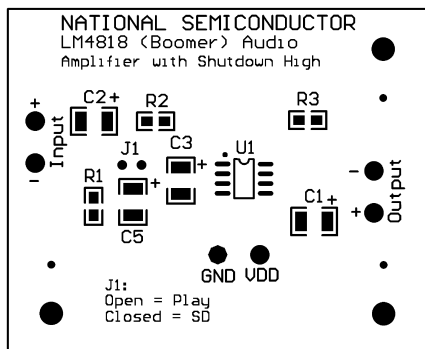 NATIONAL SEMICONDUCTOR
LM4818 (Boomer) Audio
Amplifier with Shutdown High
+
C2+
R2
R3
Input
-
J1
C3
+
U1
-
Output
+
R1
+
C5
C1+
GND VDD
J1:
Open = Play
Closed = SD